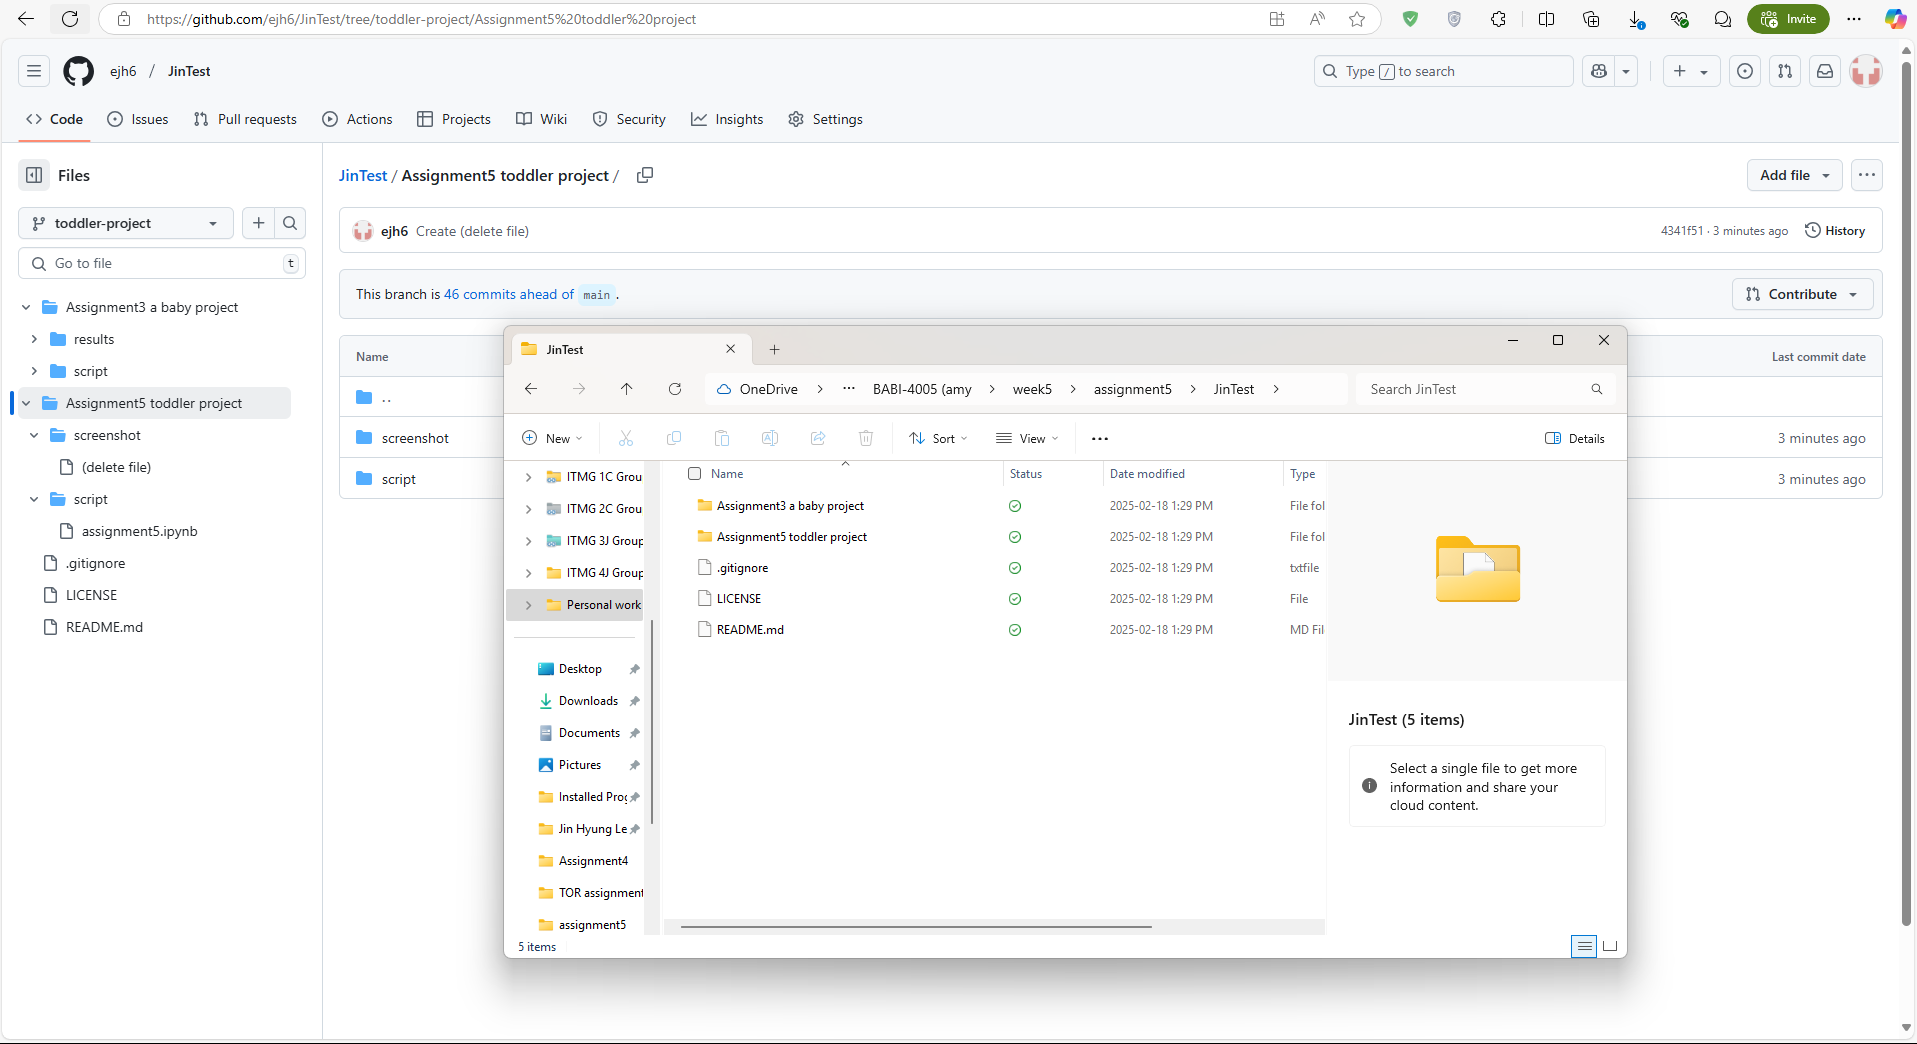 https://github.com/ejh6/JinTest/tree/toddler-project/Assignment5%20toddler%20project
Invite
ejh6 / JinTest
Type / to search
Code Issues Pull requests Actions Projects Wiki Security Insights Settings
Files
JinTest / Assignment5 toddler project /
Add file
toddler-project
ejh6 Create (delete file)
4341f51 · 3 minutes ago
History
Go to file
t
This branch is 46 commits ahead of main .
Contribute
Assignment3 a baby project
results
script
Assignment5 toddler project
screenshot
(delete file)
script
assignment5.ipynb
.gitignore
LICENSE
README.md
Name
Last commit date
..
screenshot
3 minutes ago
script
3 minutes ago
JinTest
OneDrive > ... BABI-4005 (amy > week5 > assignment5 > JinTest >
Search JinTest
New
Sort
View
Details
ITMG 1C Grou
ITMG 2C Grou
ITMG 3J Group
ITMG 4J Group
Personal work
Desktop
Downloads
Documents
Pictures
Installed Prog
Jin Hyung Le
Assignment4
TOR assignment
assignment5
Name Status Date modified Type
Assignment3 a baby project 2025-02-18 1:29 PM File fol
Assignment5 toddler project 2025-02-18 1:29 PM File fol
.gitignore 2025-02-18 1:29 PM txtfile
LICENSE 2025-02-18 1:29 PM File
README.md 2025-02-18 1:29 PM MD Fil
JinTest (5 items)
Select a single file to get more
information and share your
cloud content.
5 items